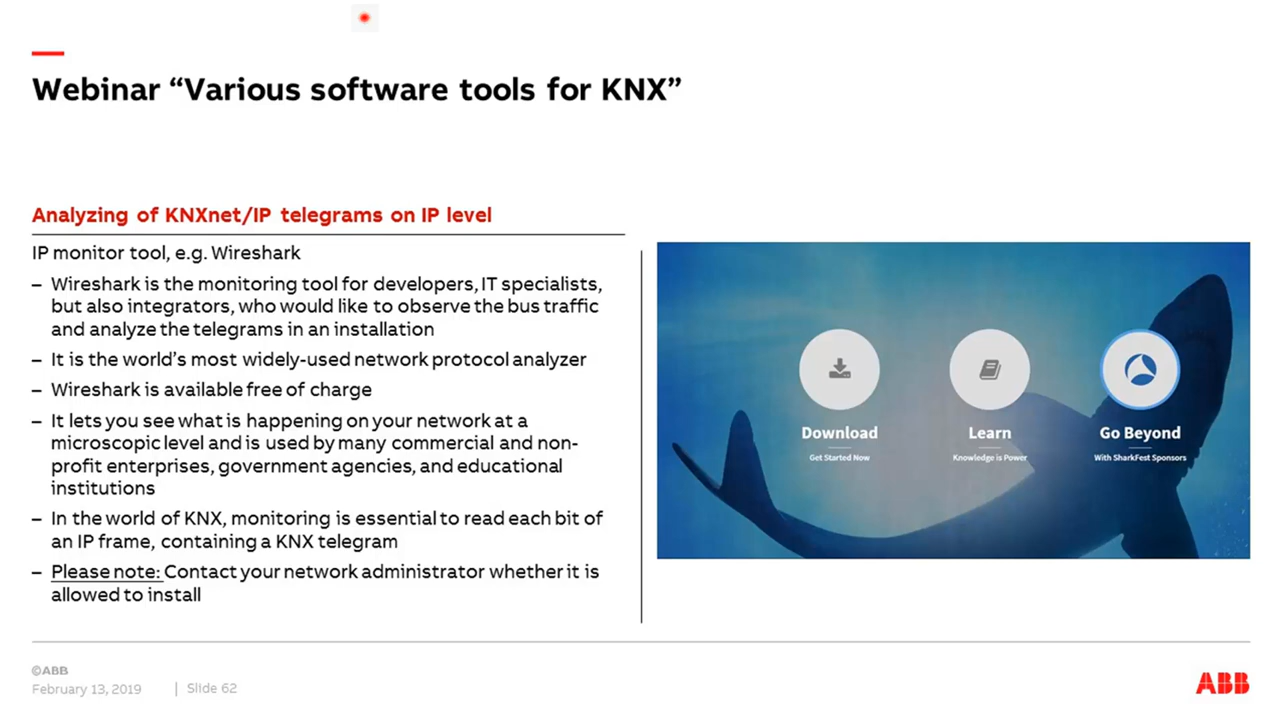 Webinar “Various software tools for KNX”
Analyzing of KNXnet/IP telegrams on IP level
IP monitor tool, e.g. Wireshark
– Wireshark is the monitoring tool for developers, IT specialists,
but also integrators, who would like to observe the bus traffic
and analyze the telegrams in an installation
– It is the world’s most widely-used network protocol analyzer
– Wireshark is available free of charge
– It lets you see what is happening on your network at a
microscopic level and is used by many commercial and non-
profit enterprises, government agencies, and educational
institutions
– In the world of KNX, monitoring is essential to read each bit of
an IP frame, containing a KNX telegram
– Please note: Contact your network administrator whether it is
allowed to install
Download
Get Started Now
Learn
Knowledge is Power
Go Beyond
With SharkFest Sponsors
©ABB
February 13, 2019 | Slide 62
ABB